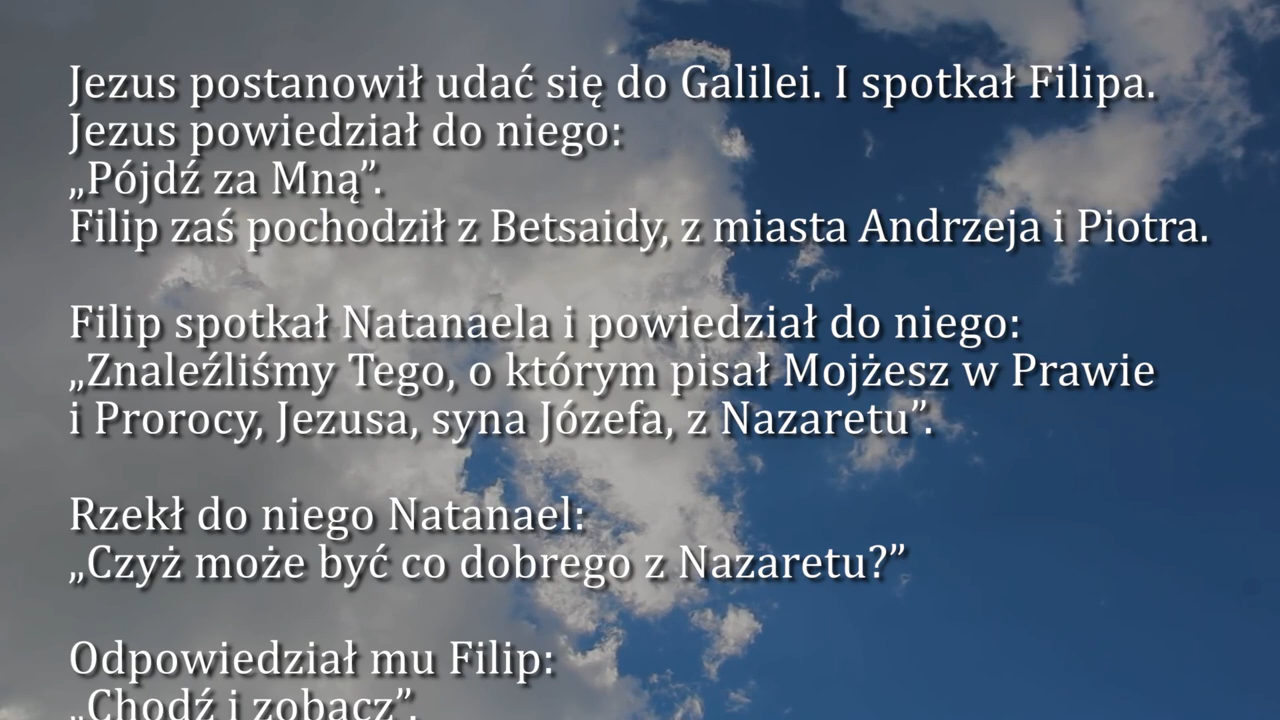 Jezus postanowił udać się do Galilei. I spotkał Filipa.
Jezus powiedział do niego:
„Pójdź za Mną”.
Filip zaś pochodził z Betsaidy, z miasta Andrzeja i Piotra.
Filip spotkał Natanaela i powiedział do niego:
„Znaleźliśmy Tego, o którym pisał Mojżesz w Prawie
i Prorocy, Jezusa, syna Józefa, z Nazaretu”.
Rzekł do niego Natanael:
„Czyż może być co dobrego z Nazaretu?”
Odpowiedział mu Filip:
„Chodź i zobacz”.